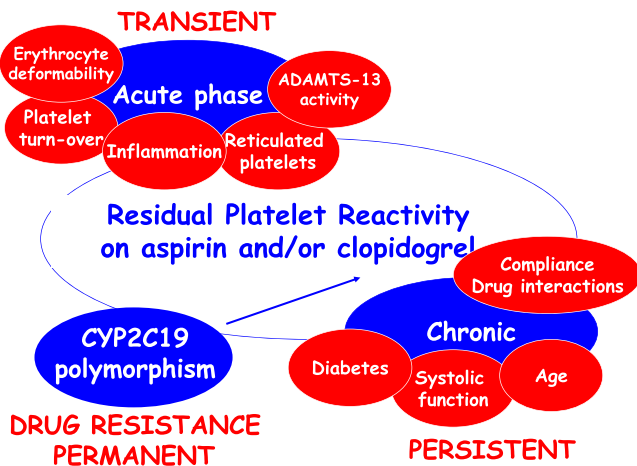 TRANSIENT
Erythrocyte
deformability
Acute phase
ADAMTS-13
activity
Platelet
turn-over
Inflammation
Reticulated
platelets
Residual Platelet Reactivity
on aspirin and/or clopidogrel
Compliance
Drug interactions
CYP2C19
polymorphism
Chronic
Diabetes
Systolic
function
Age
DRUG RESISTANCE
PERMANENT
PERSISTENT